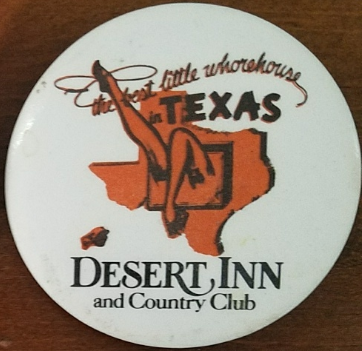 the best little whorehouse
in TEXAS
DESERT INN
and Country Club